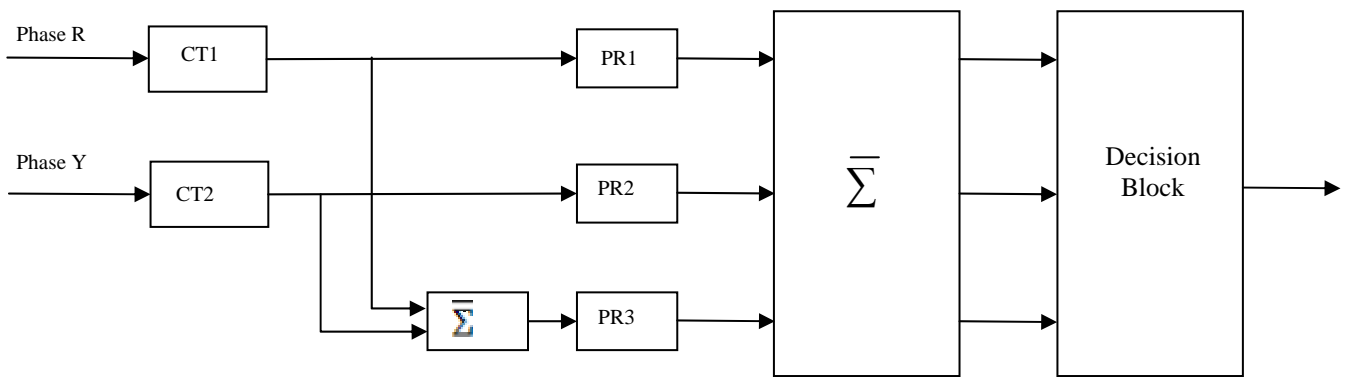 Phase R
CT1
PR1
Phase Y
CT2
PR2
Σ̅
Decision
Block
Σ̅
PR3